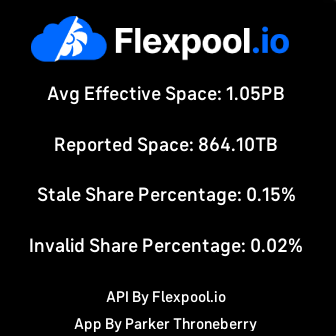 Flexpool.io
Avg Effective Space: 1.05PB
Reported Space: 864.10TB
Stale Share Percentage: 0.15%
Invalid Share Percentage: 0.02%
API By Flexpool.io
App By Parker Throneberry